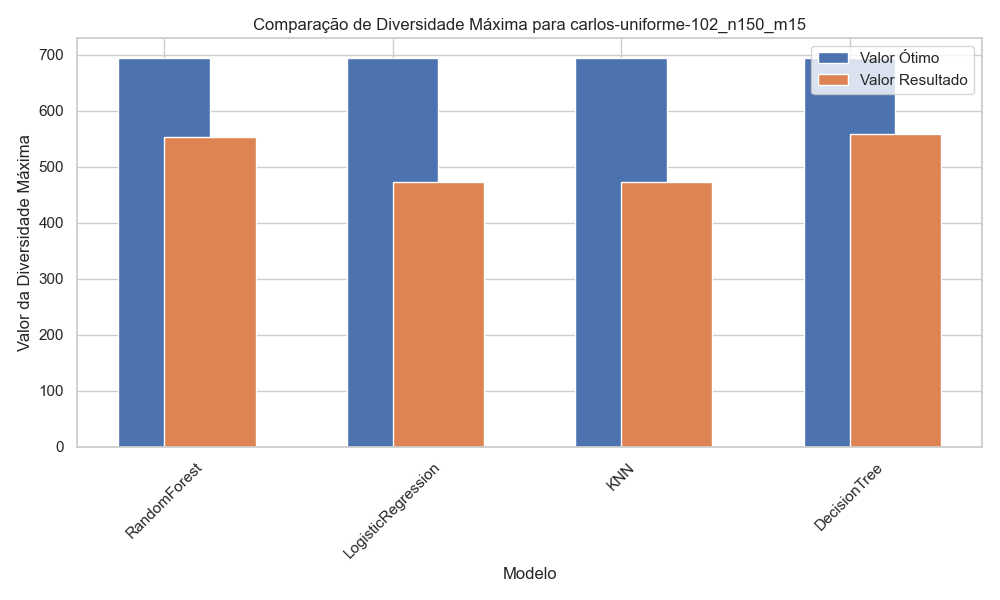 Comparação de Diversidade Máxima para carlos-uniforme-102_n150_m15
Valor Ótimo
Valor Resultado
Valor da Diversidade Máxima
700
600
500
400
300
200
100
0
RandomForest
LogisticRegression
KNN
DecisionTree
Modelo